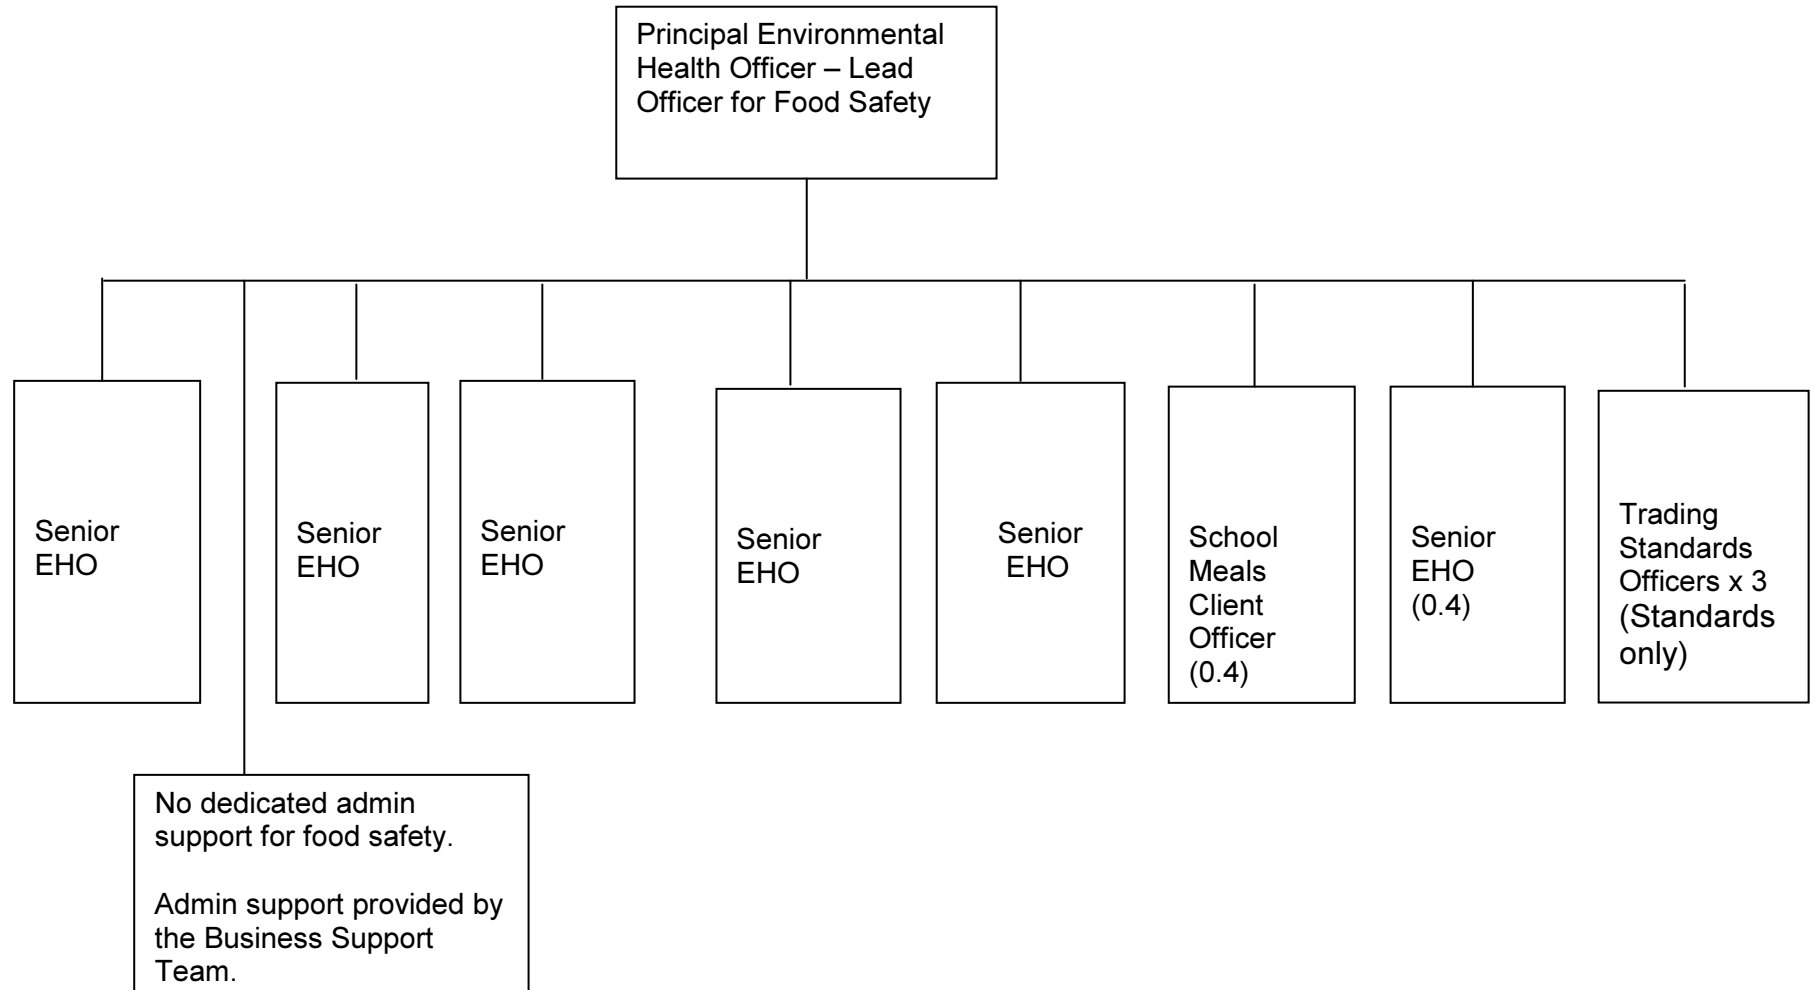 Principal Environmental
Health Officer – Lead
Officer for Food Safety
Senior
EHO
Senior
EHO
Senior
EHO
Senior
EHO
Senior
EHO
School
Meals
Client
Officer
(0.4)
Senior
EHO
(0.4)
Trading
Standards
Officers x 3
(Standards
only)
No dedicated admin
support for food safety.
Admin support provided by
the Business Support
Team.